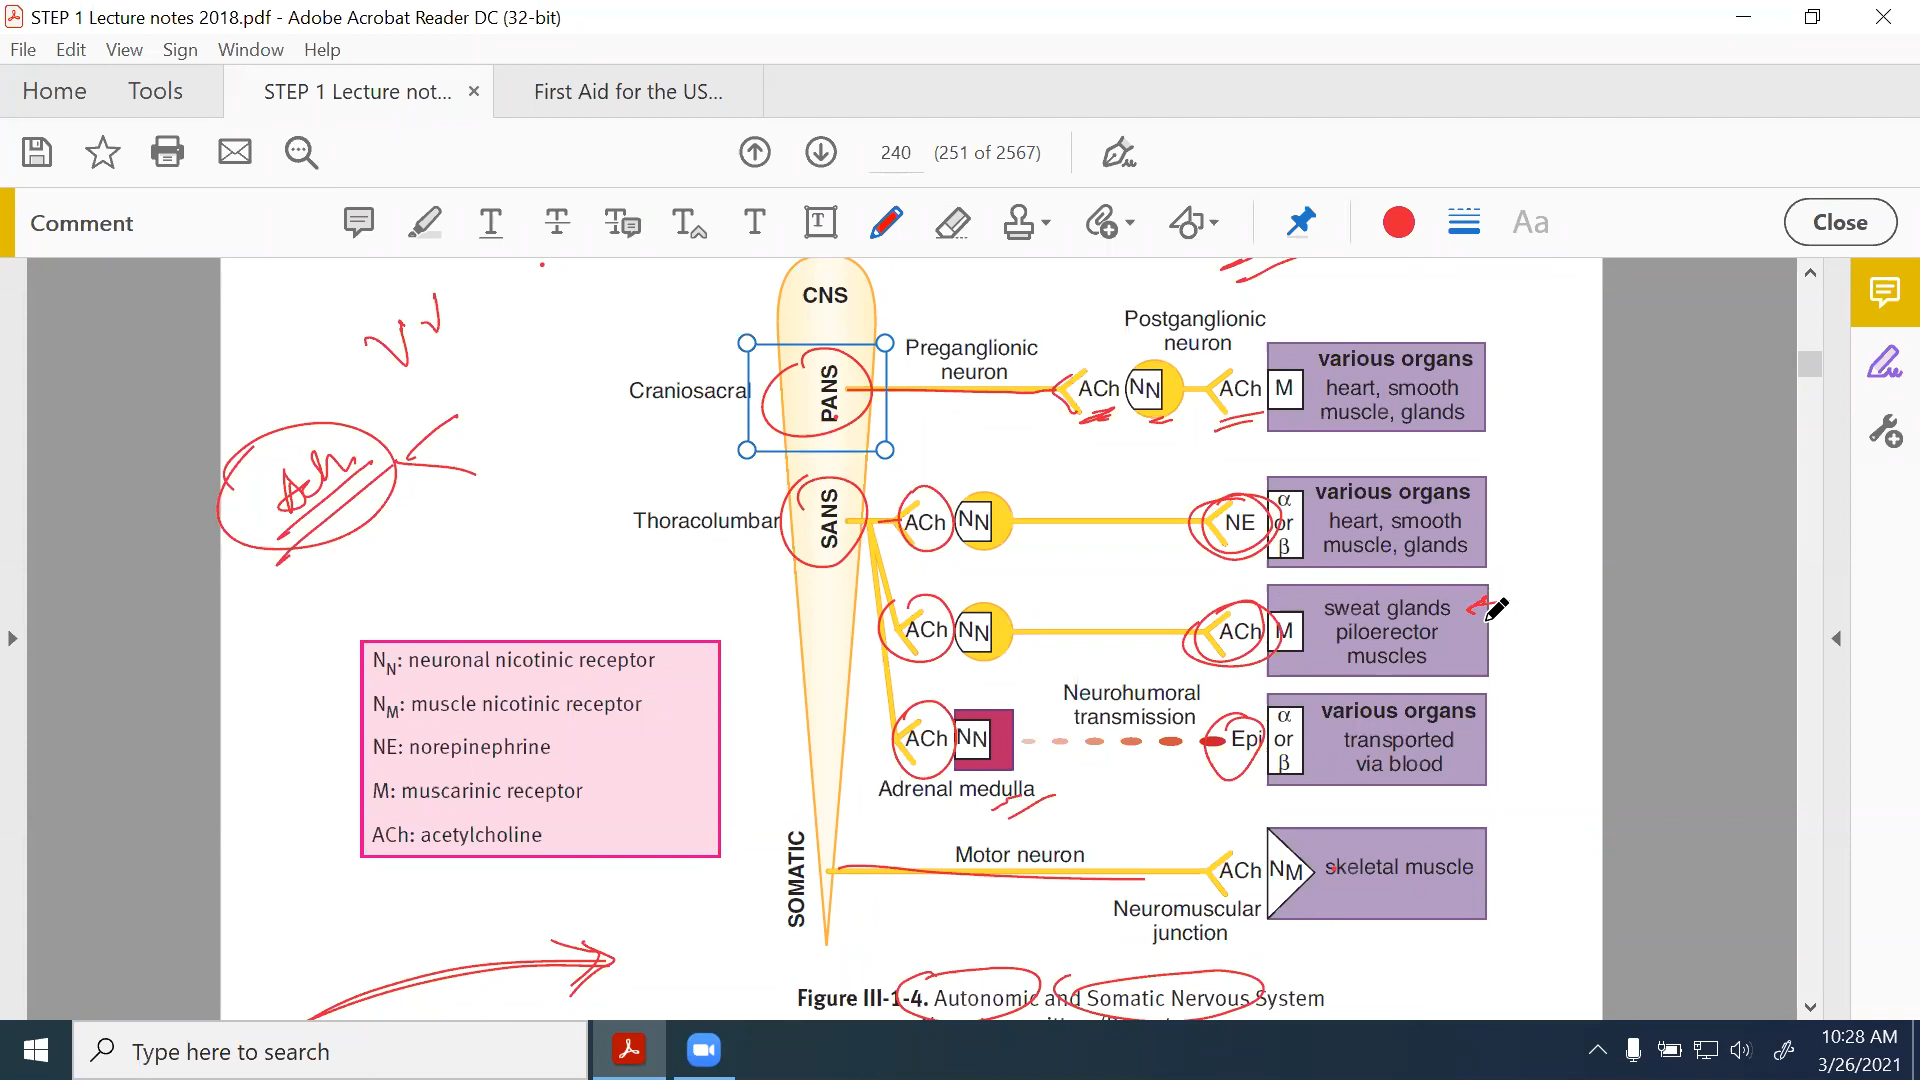 STEP 1 Lecture notes 2018.pdf - Adobe Acrobat Reader DC (32-bit)
File Edit View Sign Window Help
Home Tools STEP 1 Lecture not... × First Aid for the US...
240 (251 of 2567)
Comment
Aa
Close
CNS
Postganglionic
neuron
Preganglionic
neuron
Craniosacral
PANS
ACh
NN
ACh
M
various organs
heart, smooth
muscle, glands
ACh
Thoracolumbar
SANS
ACh
NN
NE
α
or
β
various organs
heart, smooth
muscle, glands
ACh
NN
ACh
M
sweat glands
piloerector
muscles
Neurohumoral
transmission
ACh
NN
Epi
α
or
β
various organs
transported
via blood
Adrenal medulla
NN: neuronal nicotinic receptor
NM: muscle nicotinic receptor
NE: norepinephrine
M: muscarinic receptor
ACh: acetylcholine
SOMATIC
Motor neuron
ACh
NM
skeletal muscle
Neuromuscular
junction
Figure III-1-4. Autonomic and Somatic Nervous System
Type here to search
10:28 AM
3/26/2021